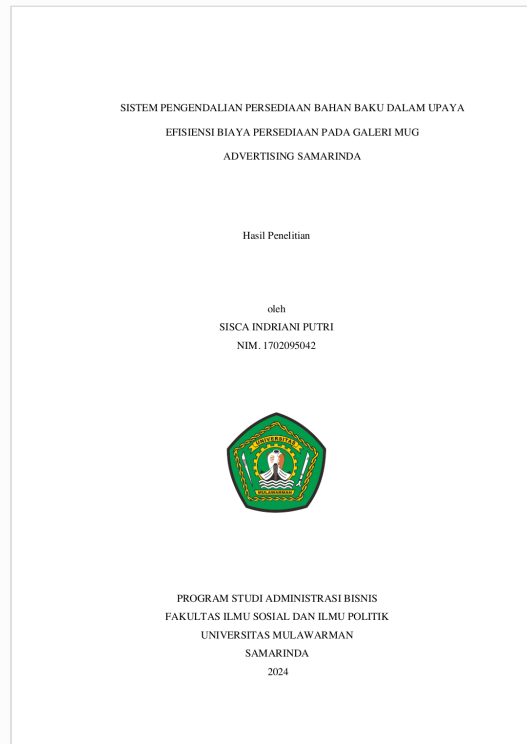 SISTEM PENGENDALIAN PERSEDIAAN BAHAN BAKU DALAM UPAYA
EFISIENSI BIAYA PERSEDIAAN PADA GALERI MUG
ADVERTISING SAMARINDA
Hasil Penelitian
oleh
SISCA INDRIANI PUTRI
NIM. 1702095042
UNIVERSITAS
MULAWARMAN
PROGRAM STUDI ADMINISTRASI BISNIS
FAKULTAS ILMU SOSIAL DAN ILMU POLITIK
UNIVERSITAS MULAWARMAN
SAMARINDA
2024